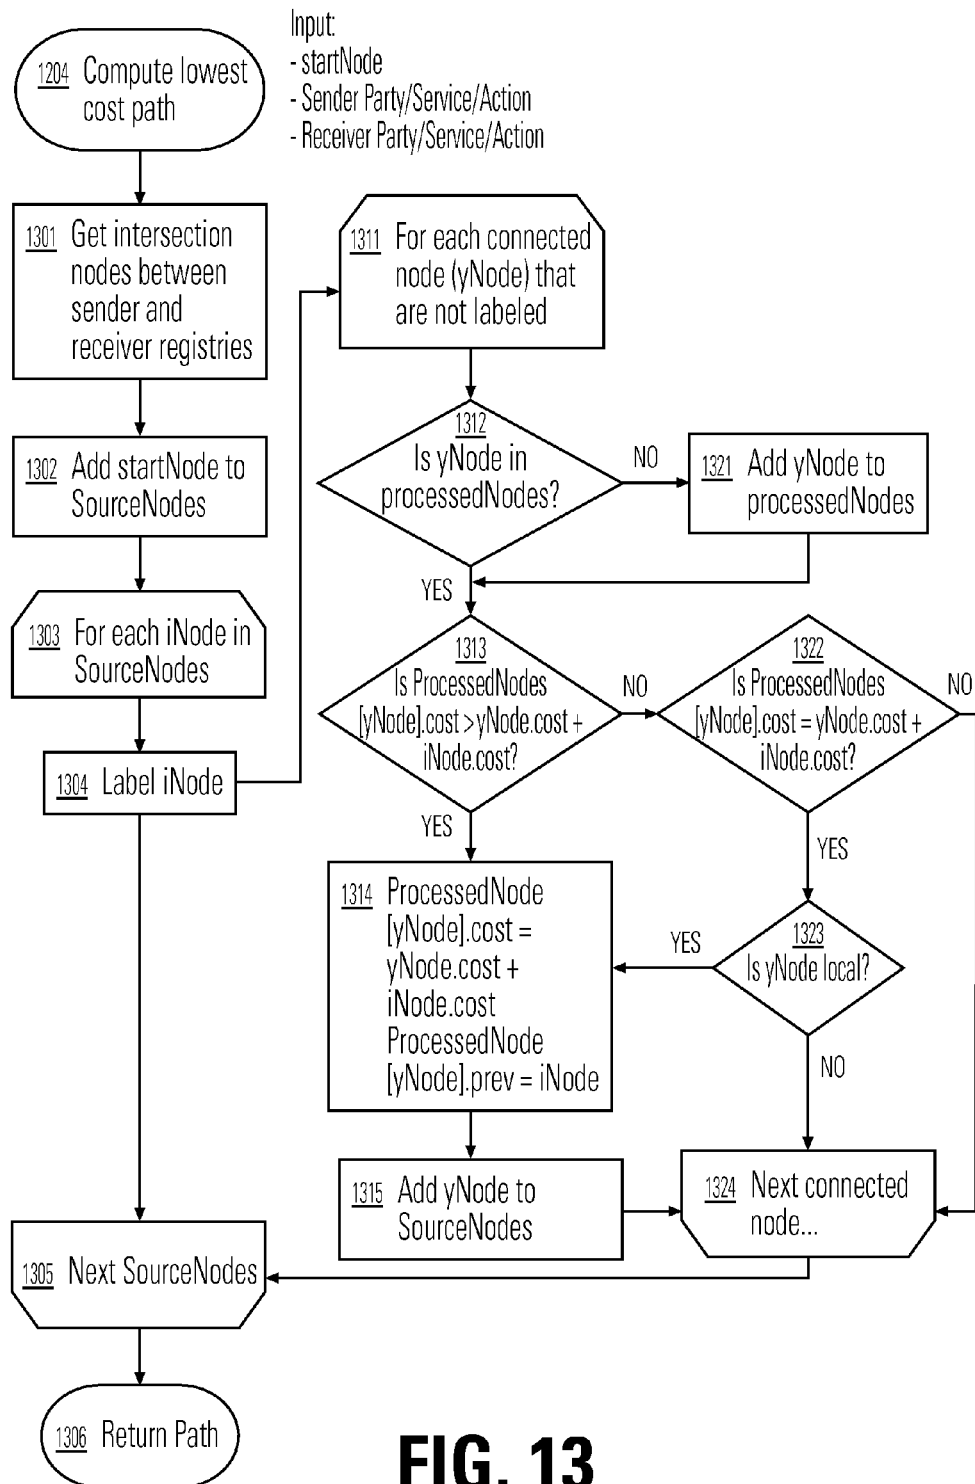 Input:
- startNode
- Sender Party/Service/Action
- Receiver Party/Service/Action
1204 Compute lowest
cost path
1301 Get intersection
nodes between
sender and
receiver registries
1302 Add startNode to
SourceNodes
1303 For each iNode in
SourceNodes
1304 Label iNode
1305 Next SourceNodes
1306 Return Path
1311 For each connected
node (yNode) that
are not labeled
1312
Is yNode in
processedNodes?
NO
1321 Add yNode to
processedNodes
YES
1313
Is ProcessedNodes
[yNode].cost >yNode.cost +
iNode.cost?
NO
1322
Is ProcessedNodes
[yNode].cost = yNode.cost +
iNode.cost?
NO
YES
YES
1314 ProcessedNode
[yNode].cost =
yNode.cost +
iNode.cost
ProcessedNode
[yNode].prev = iNode
YES
1323
Is yNode local?
NO
1315 Add yNode to
SourceNodes
1324 Next connected
node...
FIG. 13